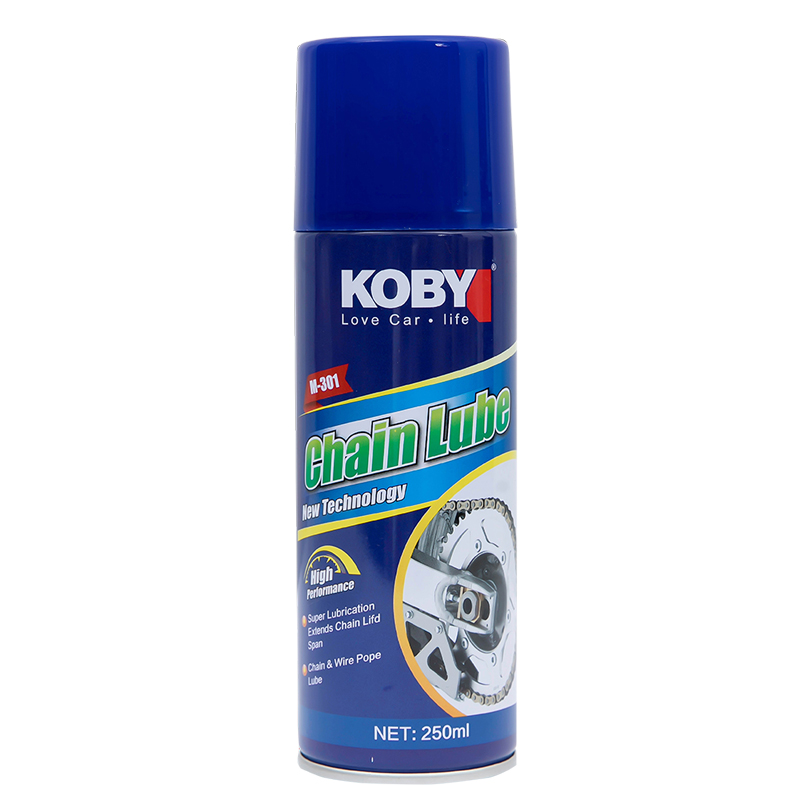 KOBY®
Love Car • life
M-301
Chain Lube
New Technology
High
Performance
Super Lubrication
Extends Chain Lifd
Span
Chain & Wire Pope
Lube
NET: 250ml